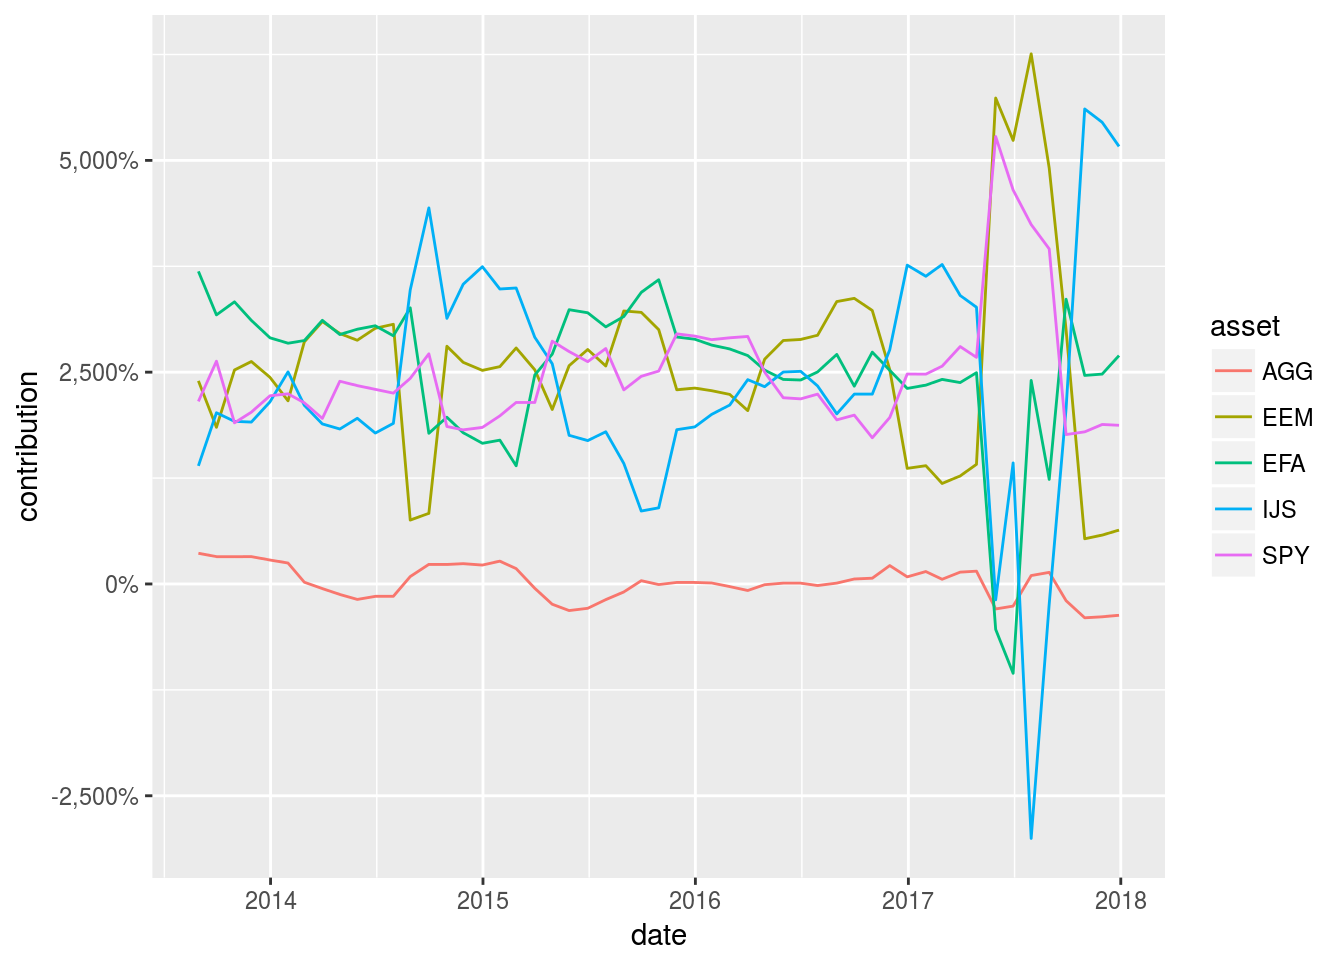 contribution
5,000%
2,500%
0%
-2,500%
2014
2015
2016
2017
2018
date
asset
AGG
EEM
EFA
IJS
SPY